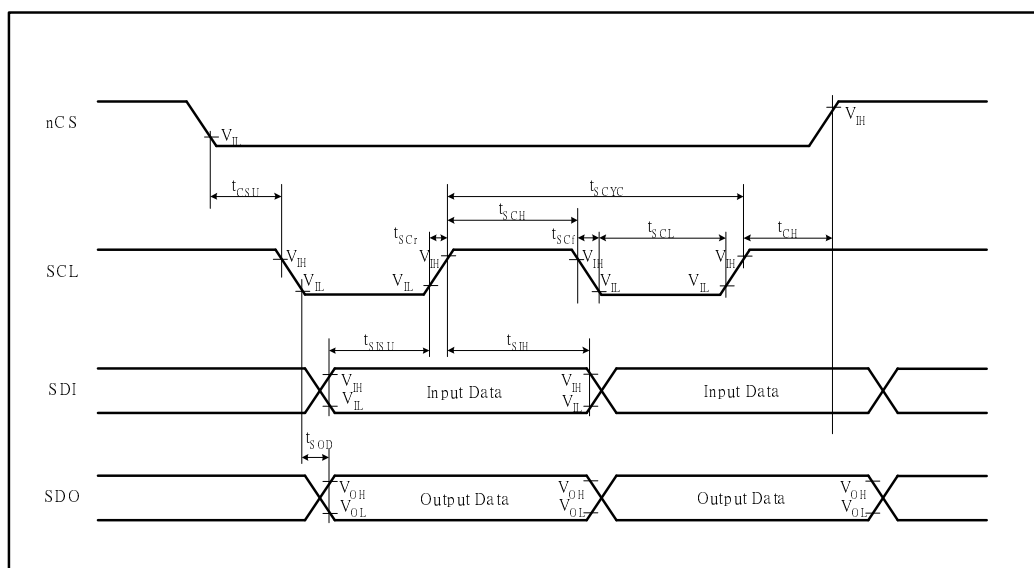 nCS
V_IL
V_IH
t_CSU
t_SCYC
t_SCH
t_SCr
t_SCf
t_SCL
t_CH
SCL
V_IH
V_IL
V_IL
V_IH
V_IH
V_IL
V_IL
V_IH
t_SISU
t_SIH
SDI
V_IH
V_IL
Input Data
V_IH
V_IL
Input Data
t_SOD
SDO
V_OH
V_OL
Output Data
V_OH
V_OL
Output Data
V_OH
V_OL